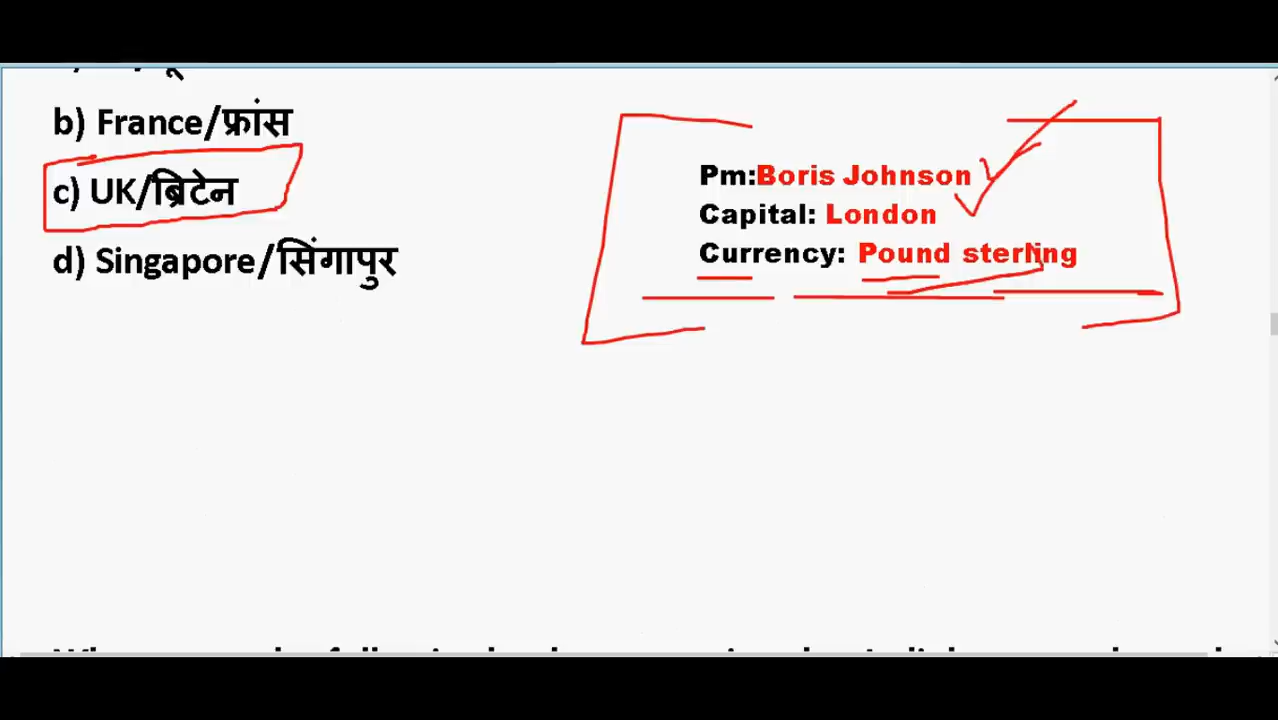 b) France/फ्रांस
c) UK/ब्रिटेन
d) Singapore/सिंगापुर
Pm:Boris Johnson
Capital: London
Currency: Pound sterling